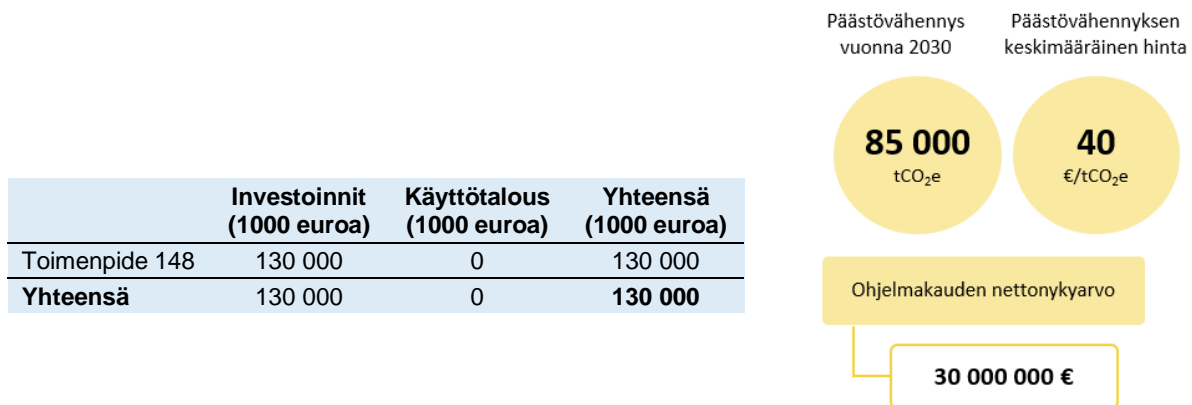 Päästövähennys
vuonna 2030
Päästövähennyksen
keskimääräinen hinta
85 000
tCO₂e
40
€/tCO₂e
Investoinnit (1000 euroa) Käyttötalous (1000 euroa) Yhteensä (1000 euroa)
Toimenpide 148 130 000 0 130 000
Yhteensä 130 000 0 130 000
Ohjelmakauden nettonykyarvo
30 000 000 €